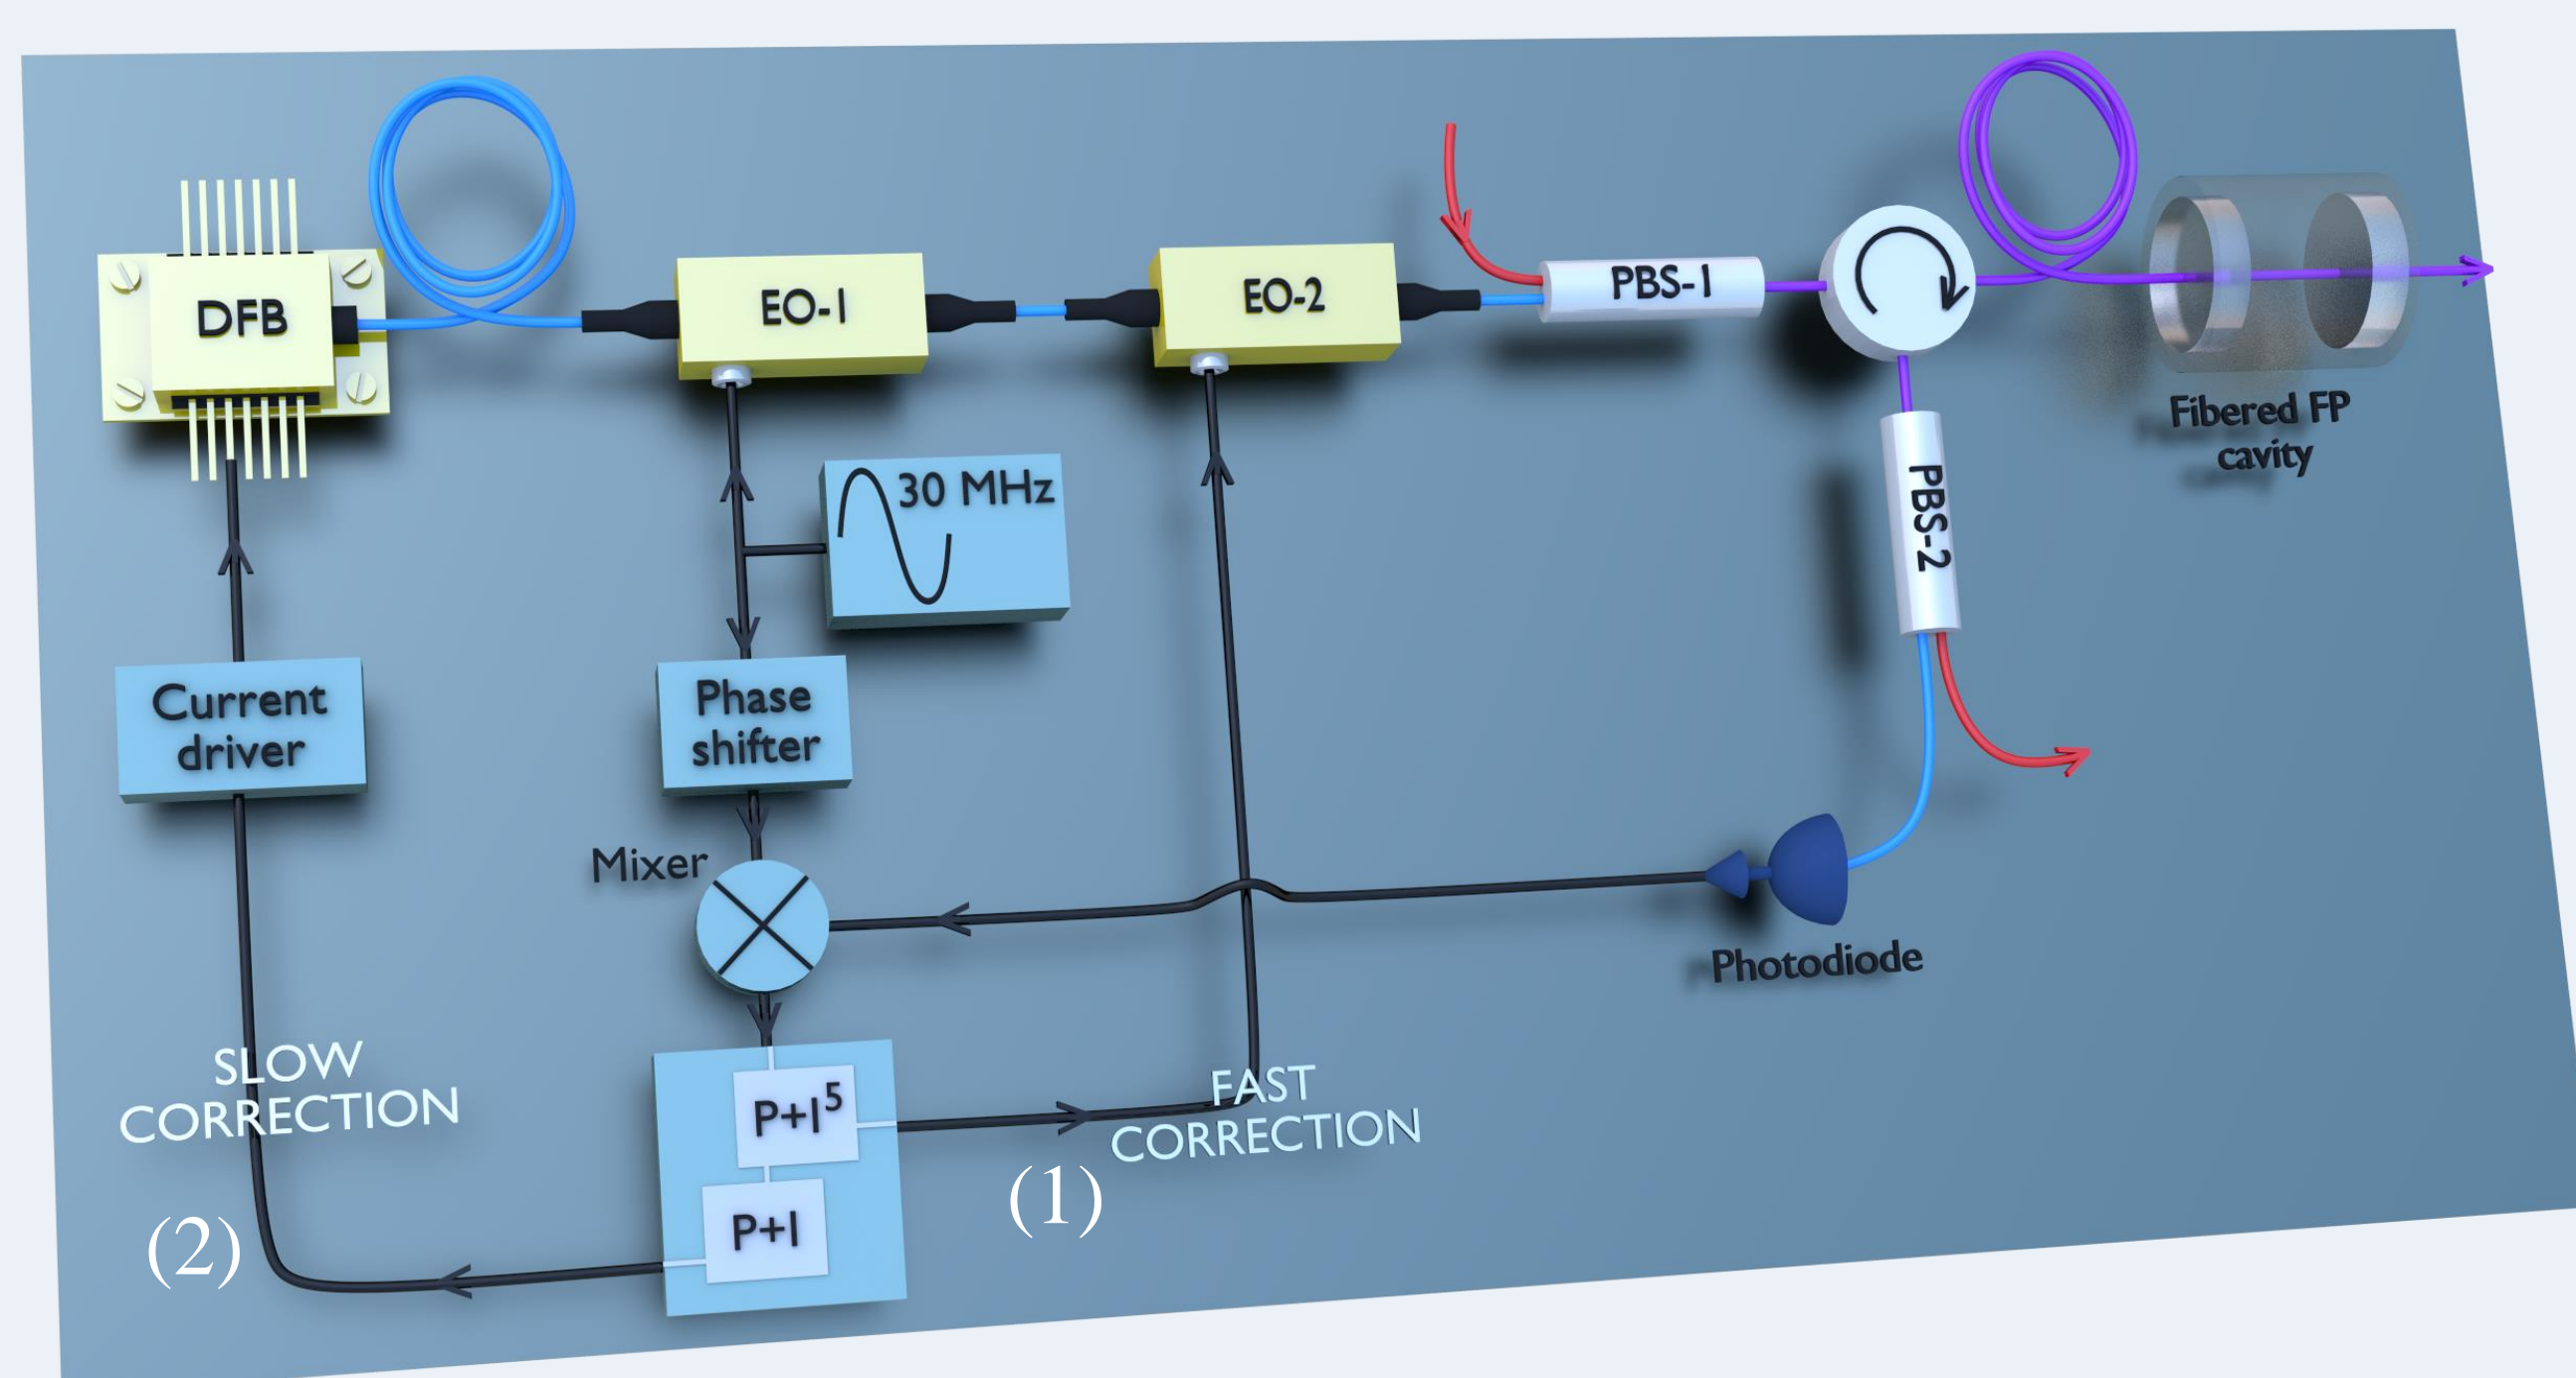 DFB
EO-1
EO-2
PBS-1
Fibered FP
cavity
30 MHz
PBS-2
Current
driver
Phase
shifter
Mixer
Photodiode
SLOW
CORRECTION
P+I⁵
FAST
CORRECTION
(1)
P+I
(2)